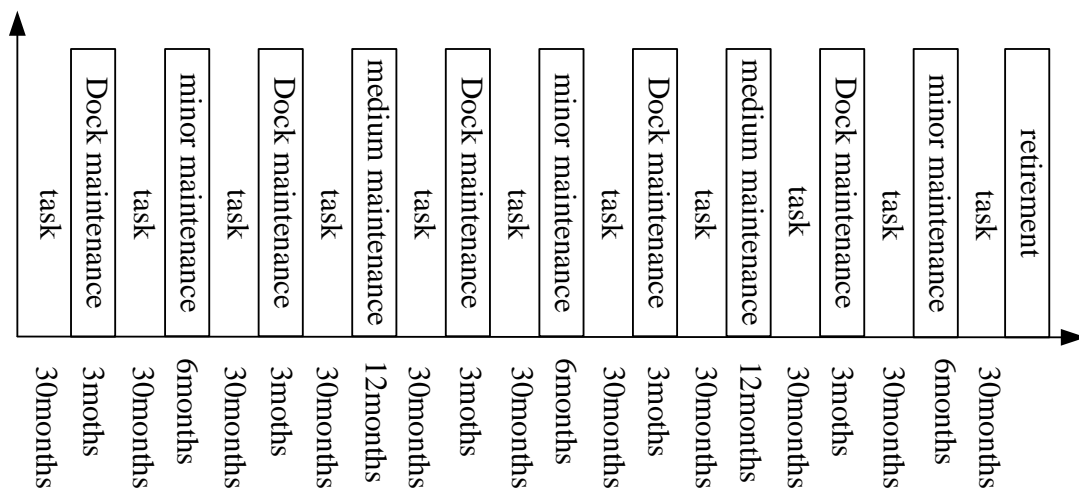 task
Dock maintenance
task
minor maintenance
task
Dock maintenance
task
medium maintenance
task
Dock maintenance
task
minor maintenance
task
Dock maintenance
task
medium maintenance
task
Dock maintenance
task
minor maintenance
task
retirement
30months
3moths
30months
6months
30months
3moths
30months
12months
30months
3moths
30months
6months
30months
3moths
30months
12months
30months
3moths
30months
6months
30months